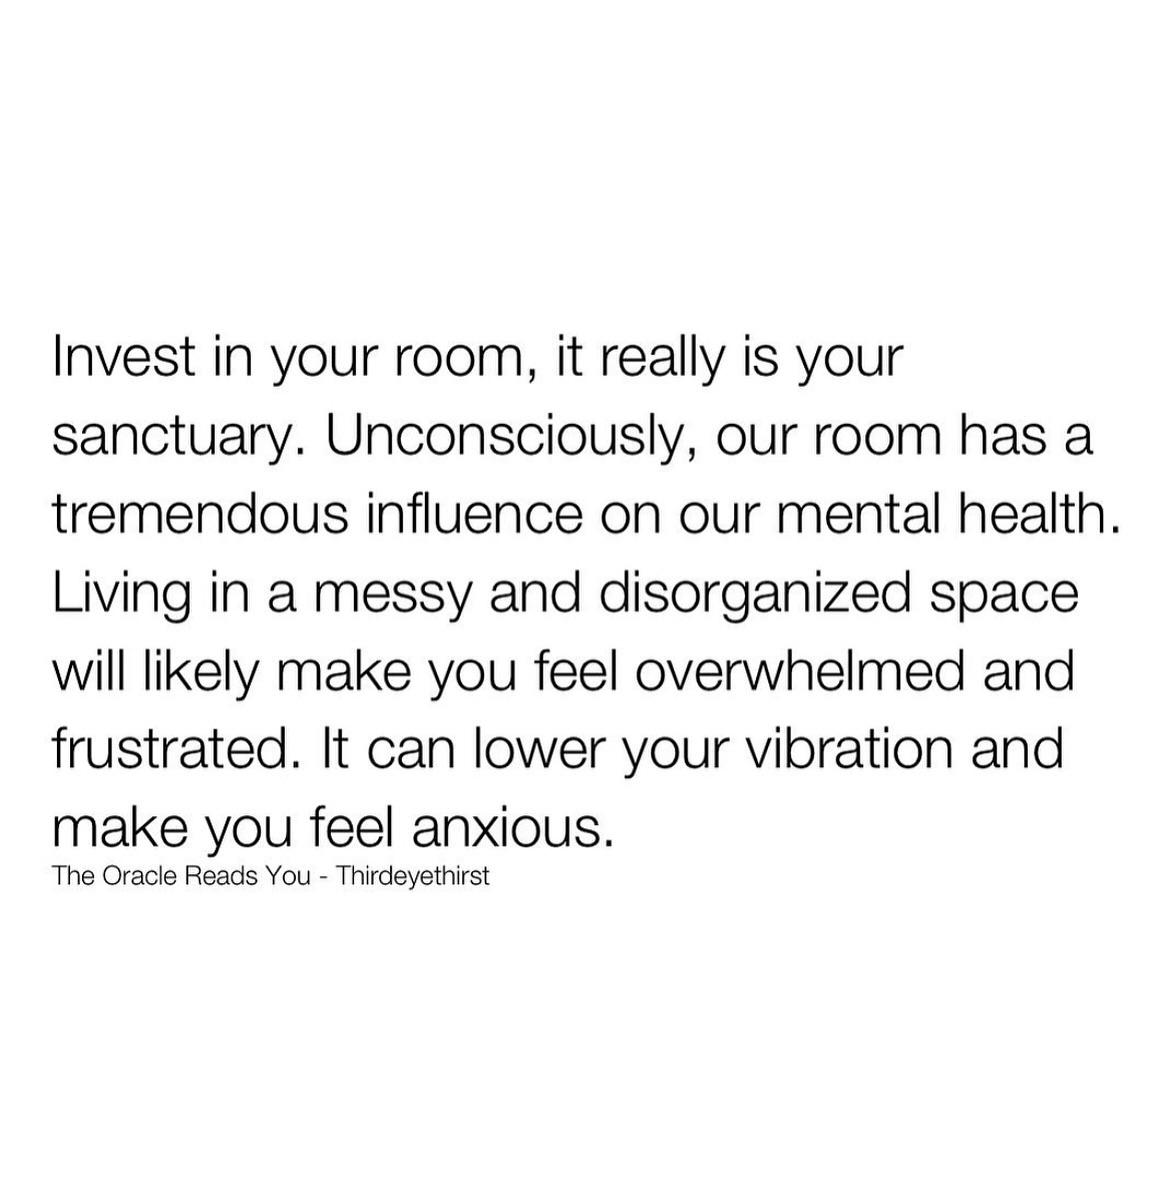 Invest in your room, it really is your
sanctuary. Unconsciously, our room has a
tremendous influence on our mental health.
Living in a messy and disorganized space
will likely make you feel overwhelmed and
frustrated. It can lower your vibration and
make you feel anxious.
The Oracle Reads You - Thirdeyethirst